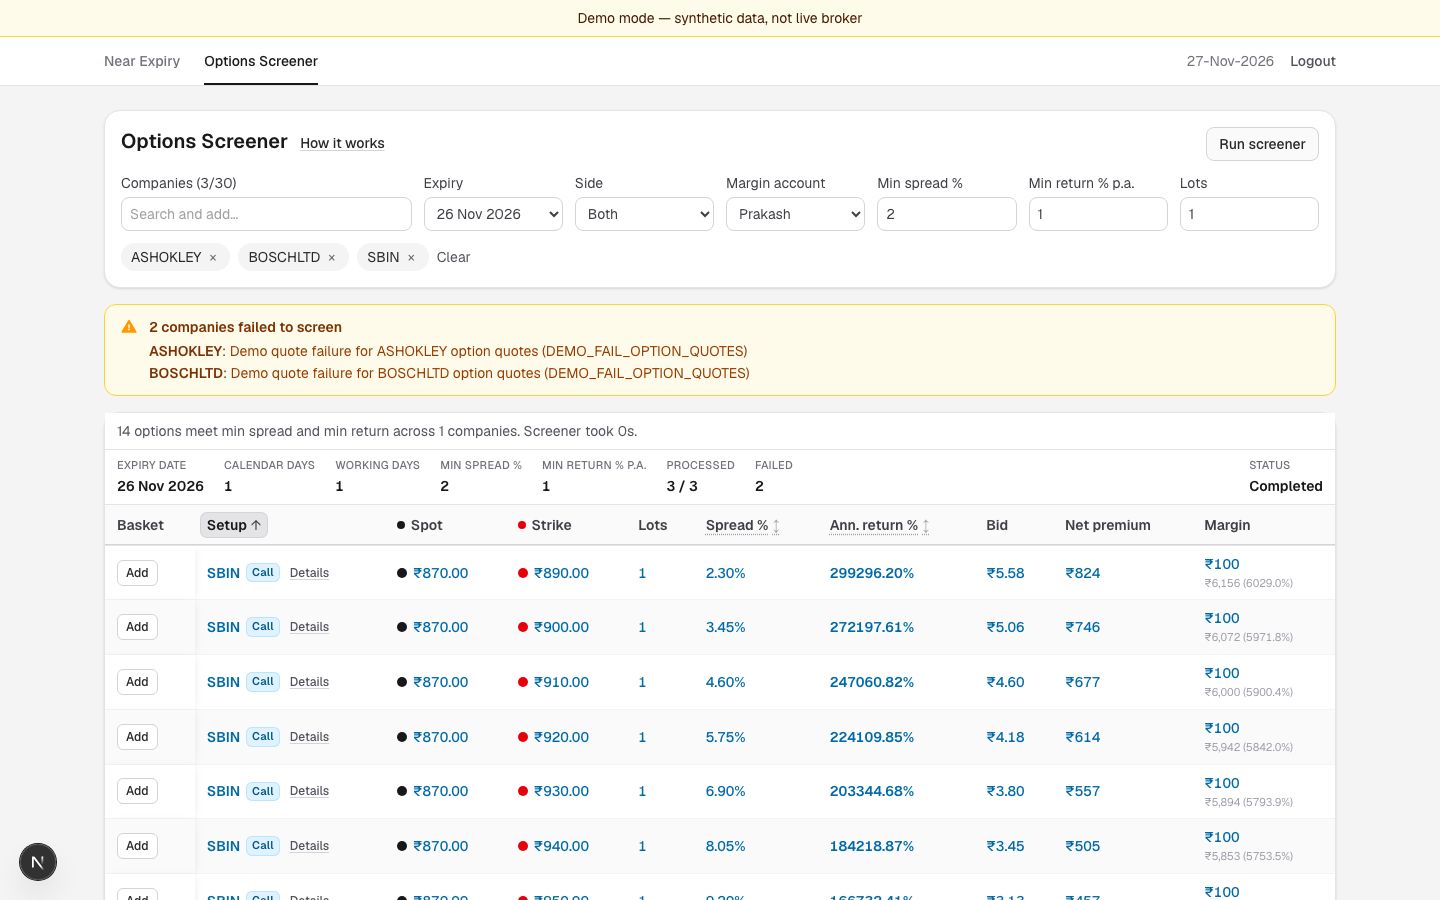 Demo mode — synthetic data, not live broker
Near Expiry Options Screener 27-Nov-2026 Logout
Options Screener How it works Run screener
Companies (3/30) Expiry Side Margin account Min spread % Min return % p.a. Lots
Search and add... 26 Nov 2026 Both Prakash 2 1 1
ASHOKLEY × BOSCHLTD × SBIN × Clear
2 companies failed to screen
ASHOKLEY: Demo quote failure for ASHOKLEY option quotes (DEMO_FAIL_OPTION_QUOTES)
BOSCHLTD: Demo quote failure for BOSCHLTD option quotes (DEMO_FAIL_OPTION_QUOTES)
14 options meet min spread and min return across 1 companies. Screener took 0s.
EXPIRY DATE CALENDAR DAYS WORKING DAYS MIN SPREAD % MIN RETURN % P.A. PROCESSED FAILED STATUS
26 Nov 2026 1 1 2 1 3 / 3 2 Completed
Basket Setup ↑ Spot Strike Lots Spread % ↕ Ann. return % ↕ Bid Net premium Margin
Add SBIN Call Details ₹870.00 ₹890.00 1 2.30% 299296.20% ₹5.58 ₹824 ₹100
₹6,156 (6029.0%)
Add SBIN Call Details ₹870.00 ₹900.00 1 3.45% 272197.61% ₹5.06 ₹746 ₹100
₹6,072 (5971.8%)
Add SBIN Call Details ₹870.00 ₹910.00 1 4.60% 247060.82% ₹4.60 ₹677 ₹100
₹6,000 (5900.4%)
Add SBIN Call Details ₹870.00 ₹920.00 1 5.75% 224109.85% ₹4.18 ₹614 ₹100
₹5,942 (5842.0%)
Add SBIN Call Details ₹870.00 ₹930.00 1 6.90% 203344.68% ₹3.80 ₹557 ₹100
₹5,894 (5793.9%)
Add SBIN Call Details ₹870.00 ₹940.00 1 8.05% 184218.87% ₹3.45 ₹505 ₹100
₹5,853 (5753.5%)
N
₹100